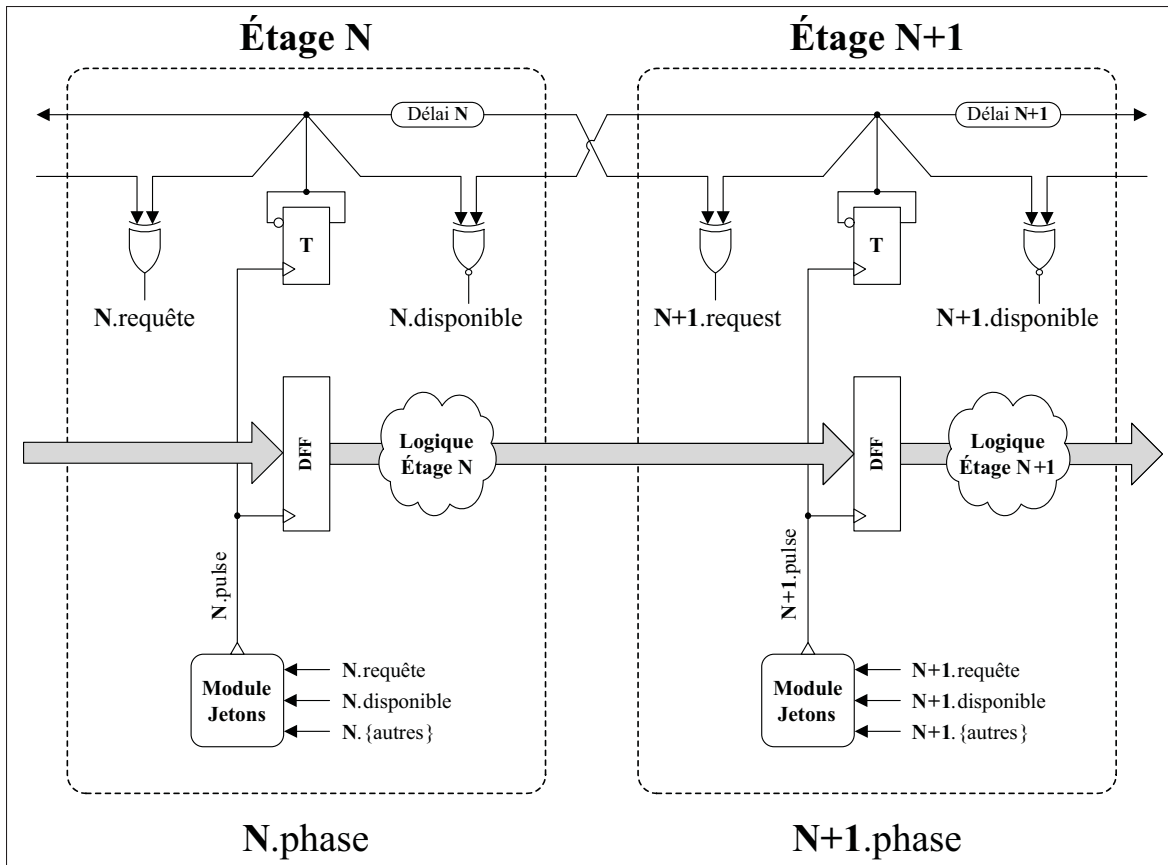 Étage N
Étage N+1
Délai N
Délai N+1
T
T
N.requête
N.disponible
N+1.request
N+1.disponible
DFF
Logique
Étage N
DFF
Logique
Étage N+1
N.pulse
N+1.pulse
Module
Jetons
N.requête
N.disponible
N.{autres}
Module
Jetons
N+1.requête
N+1.disponible
N+1.{autres}
N.phase
N+1.phase